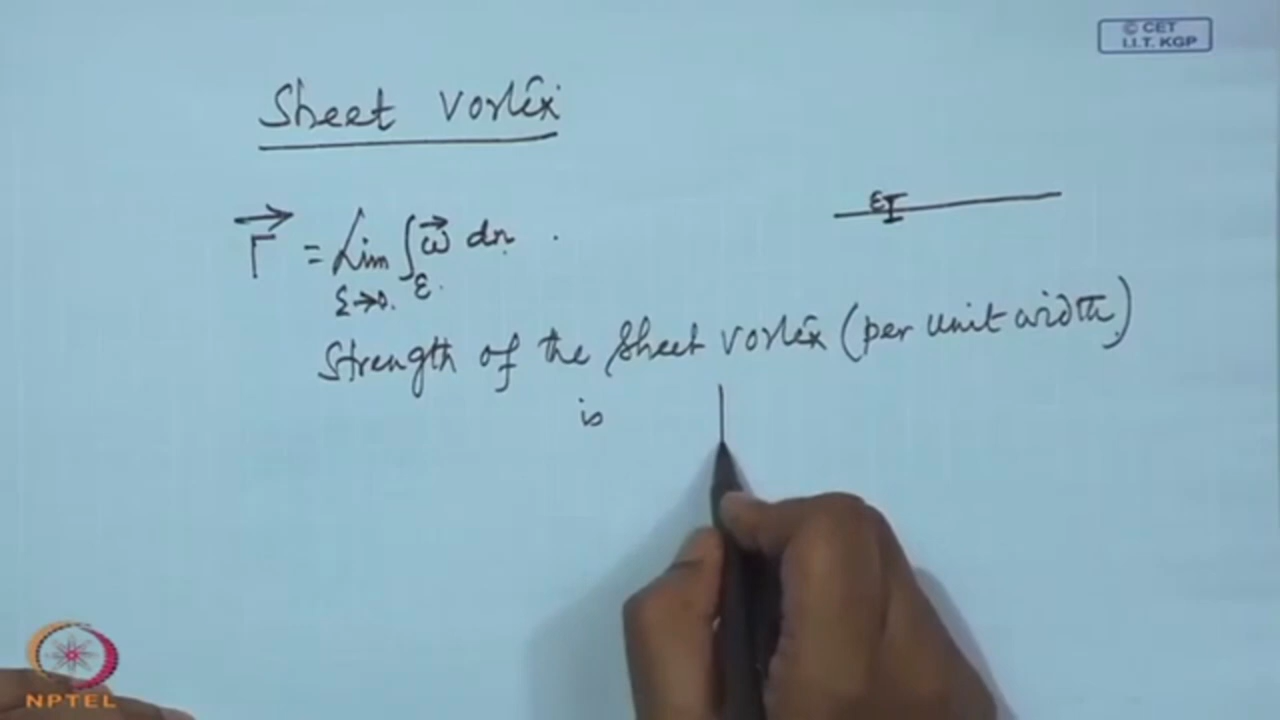 © CET
I.I.T. KGP
Sheet Vortex
ε
Γ⃗ = Lim ∫ ω⃗ dn .
ε→0. ε.
Strength of the Sheet Vortex (per unit width)
is
NPTEL